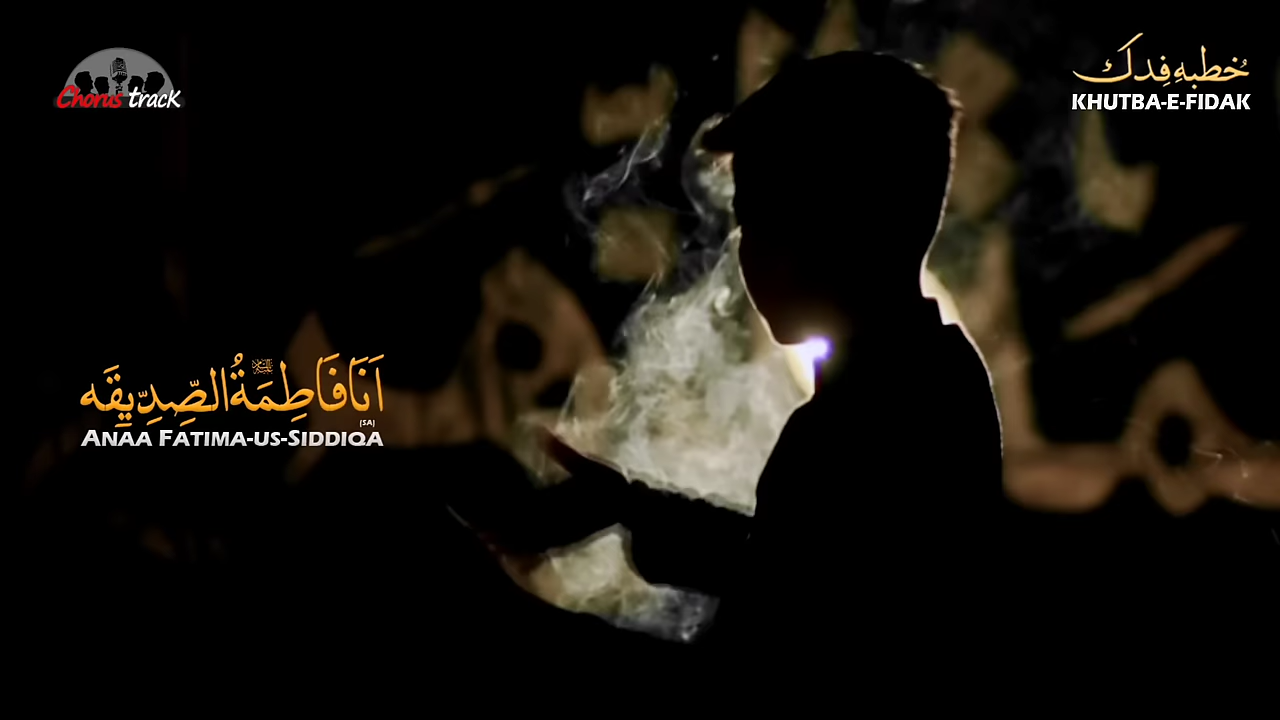 Chorus track
خُطبہِ فِدک
KHUTBA-E-FIDAK
اَنَا فَاطِمَۃُ الصِّدِیقَه
(SA)
ANAA FATIMA-US-SIDDIQA